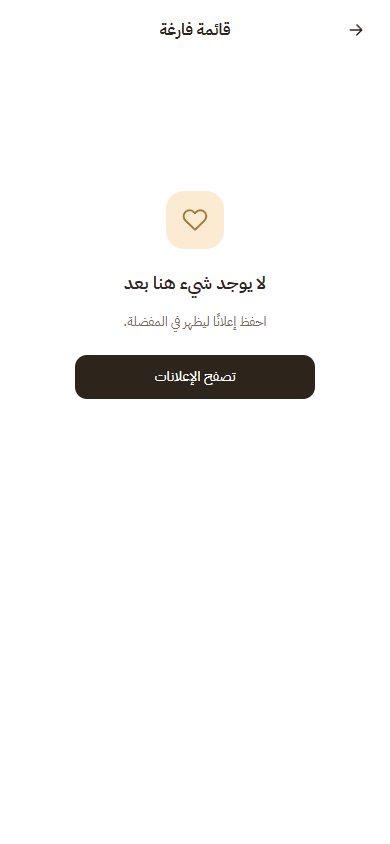 قائمة فارغة
لا يوجد شيء هنا بعد
احفظ إعلانًا ليظهر في المفضلة.
تصفح الإعلانات